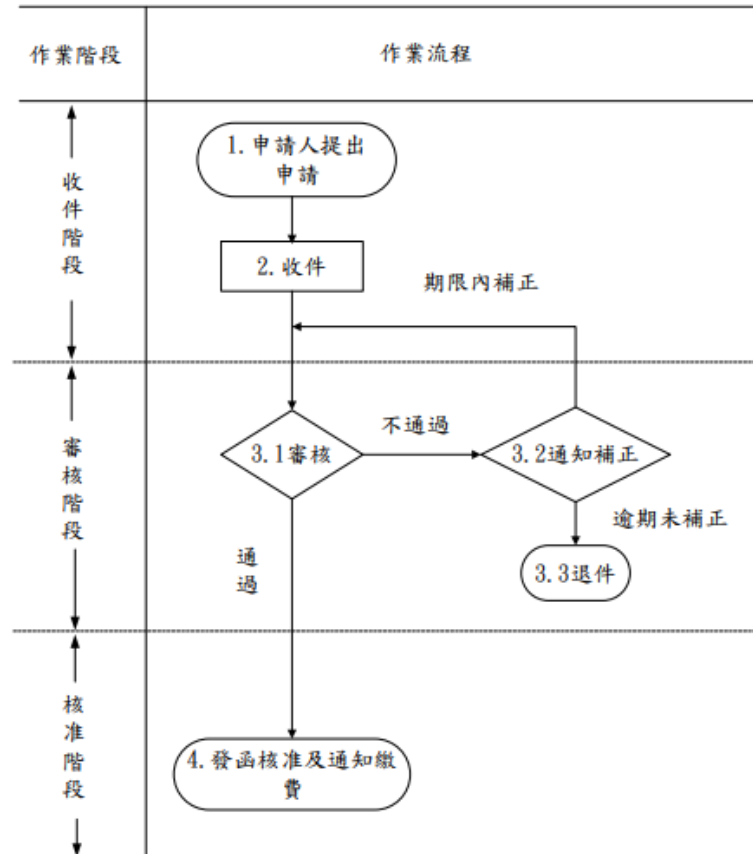 作業階段
作業流程
收件階段
1.申請人提出
申請
2.收件
期限內補正
審核階段
3.1審核
不通過
3.2通知補正
逾期未補正
通過
3.3退件
核准階段
4.發函核准及通知繳
費